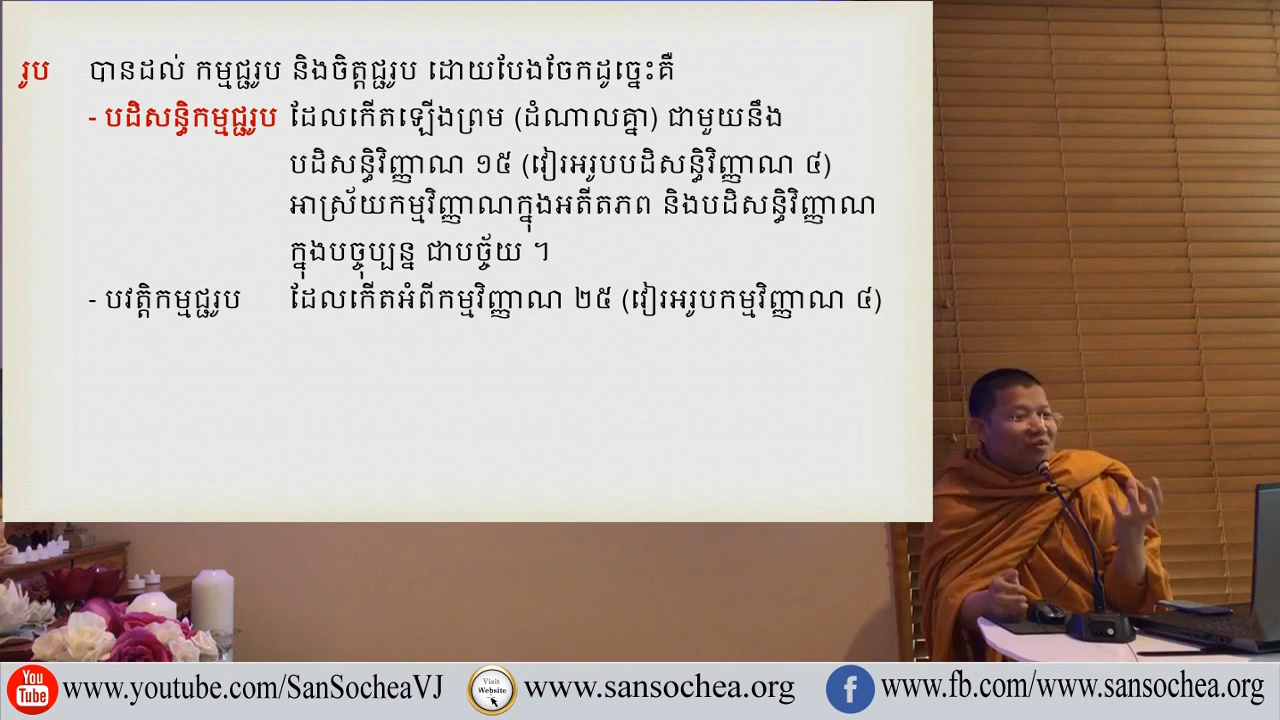 រូប បានដល់ កម្មជ្ជរូប និងចិត្តជ្ជរូប ដោយបែងចែកដូច្នេះគឺ
- បដិសន្ធិកម្មជ្ជរូប ដែលកើតឡើងព្រម (ដំណាលគ្នា) ជាមួយនឹង
បដិសន្ធិវិញ្ញាណ ១៥ (វៀរអរូបបដិសន្ធិវិញ្ញាណ ៤)
អាស្រ័យកម្មវិញ្ញាណក្នុងអតីតភព និងបដិសន្ធិវិញ្ញាណ
ក្នុងបច្ចុប្បន្ន ជាបច្ច័យ ។
- បវត្តិកម្មជ្ជរូប ដែលកើតអំពីកម្មវិញ្ញាណ ២៥ (វៀរអរូបកម្មវិញ្ញាណ ៤)
You Tube www.youtube.com/SanSocheaVJ Visit Website www.sansochea.org f www.fb.com/www.sansochea.org